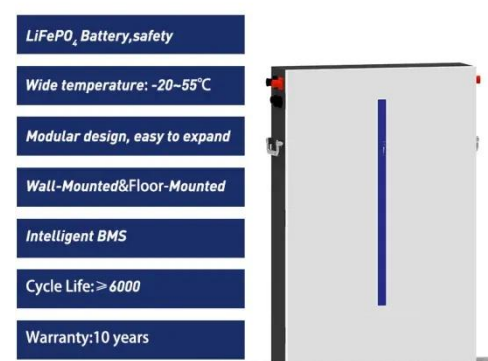 LiFePO₄ Battery,safety
Wide temperature: -20~55℃
Modular design, easy to expand
Wall-Mounted&Floor-Mounted
Intelligent BMS
Cycle Life:≥6000
Warranty:10 years